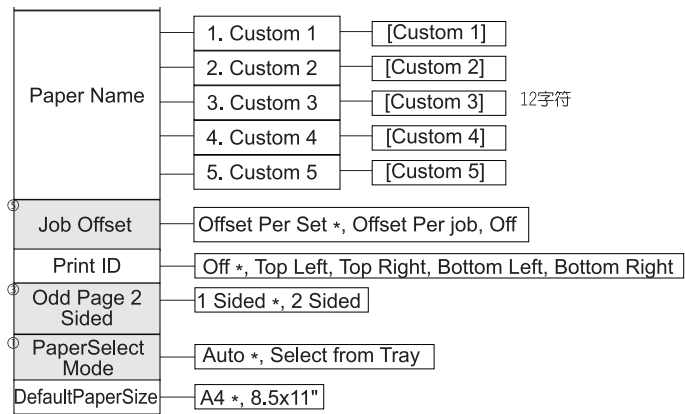 1. Custom 1 [Custom 1]
2. Custom 2 [Custom 2]
Paper Name 3. Custom 3 [Custom 3] 12字符
4. Custom 4 [Custom 4]
5. Custom 5 [Custom 5]
⑤
Job Offset Offset Per Set *, Offset Per job, Off
Print ID Off *, Top Left, Top Right, Bottom Left, Bottom Right
③
Odd Page 2
Sided
1 Sided *, 2 Sided
①
PaperSelect
Mode
Auto *, Select from Tray
DefaultPaperSize A4 *, 8.5x11"